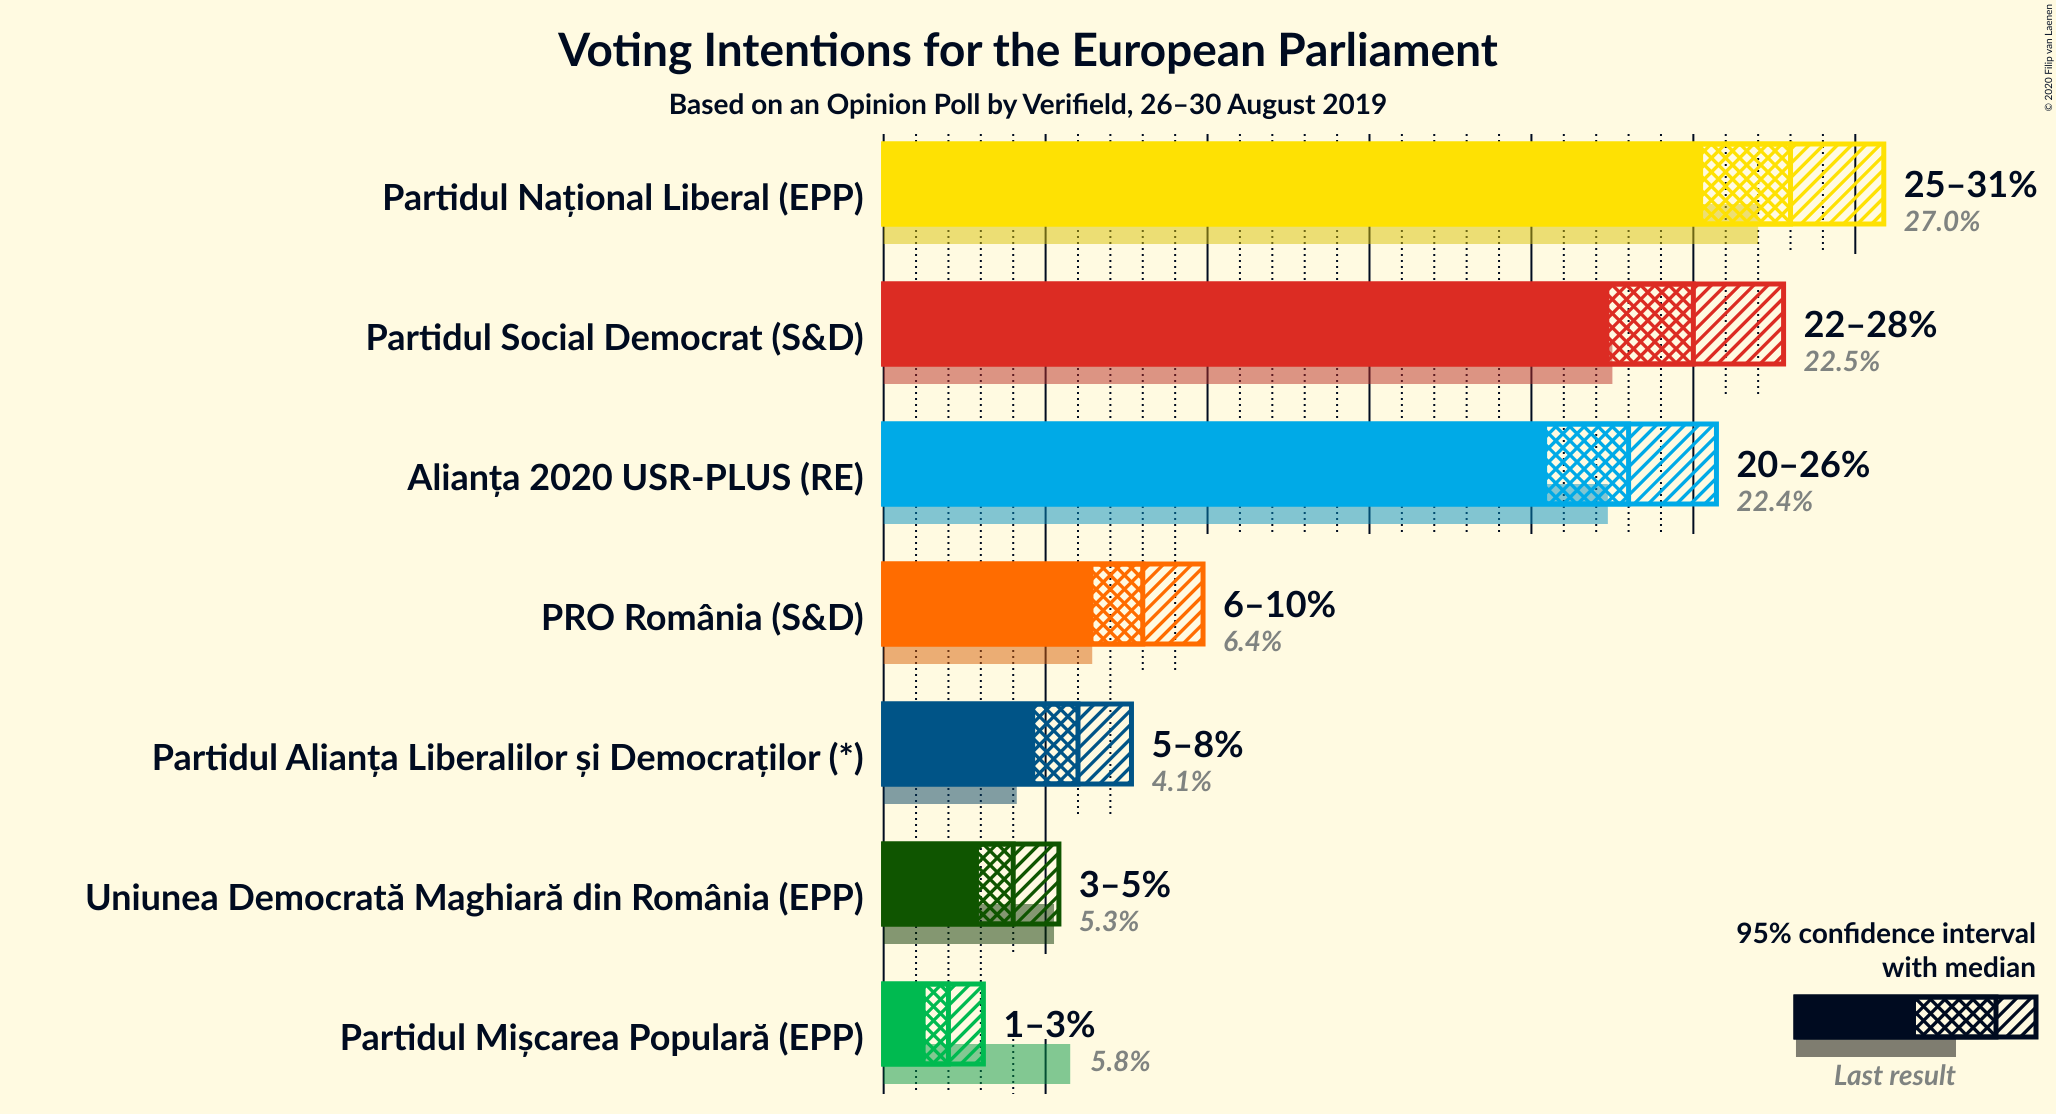 Voting Intentions for the European Parliament
Based on an Opinion Poll by Verifield, 26–30 August 2019
© 2020 Filip van Laenen
Partidul Național Liberal (EPP)
25–31%
27.0%
Partidul Social Democrat (S&D)
22–28%
22.5%
Alianța 2020 USR-PLUS (RE)
20–26%
22.4%
PRO România (S&D)
6–10%
6.4%
Partidul Alianța Liberalilor și Democraților (*)
5–8%
4.1%
Uniunea Democrată Maghiară din România (EPP)
3–5%
5.3%
Partidul Mișcarea Populară (EPP)
1–3%
5.8%
95% confidence interval
with median
Last result